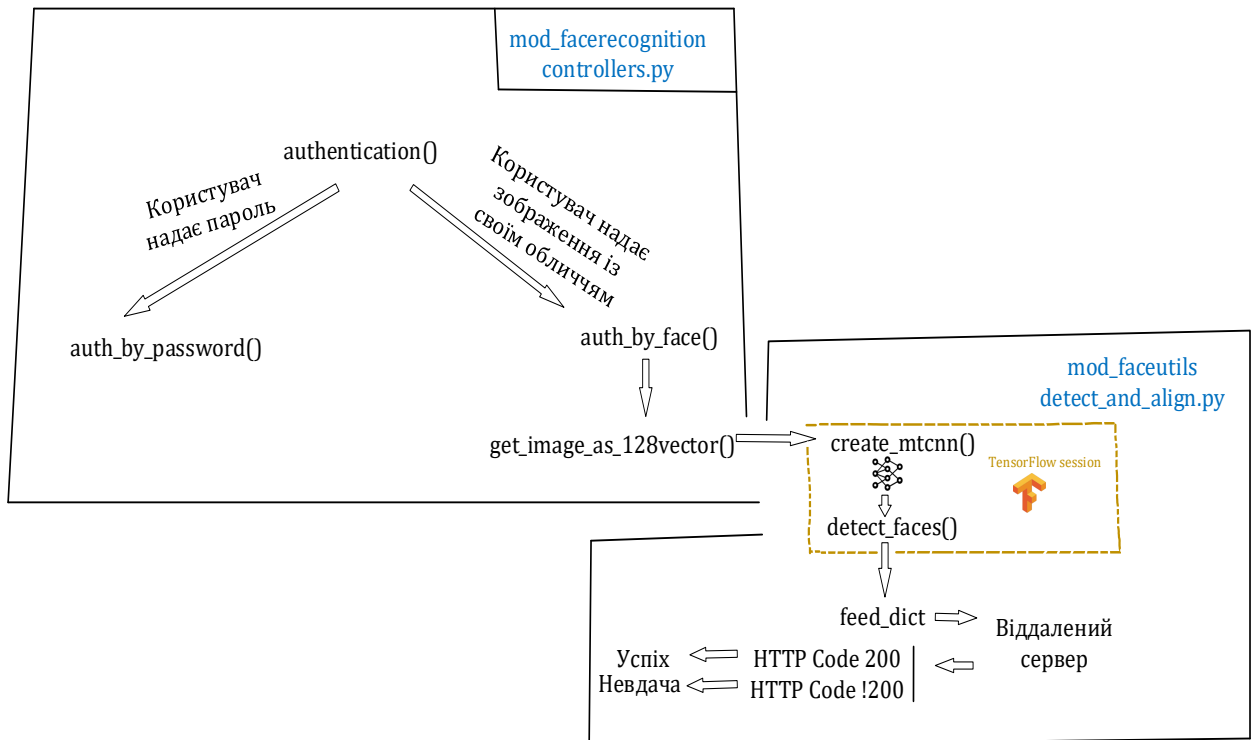 mod_facerecognition
controllers.py
authentication()
Користувач
надає пароль
Користувач надає
зображення із
своїм обличчям
auth_by_password()
auth_by_face()
get_image_as_128vector()
mod_faceutils
detect_and_align.py
create_mtcnn()
TensorFlow session
detect_faces()
feed_dict
Віддалений
сервер
Успіх
HTTP Code 200
Невдача
HTTP Code !200